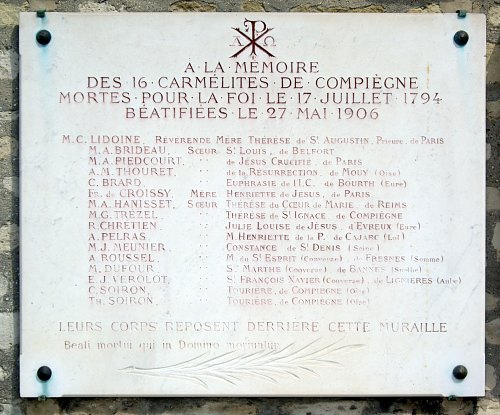 Α Ω
A · LA · MÉMOIRE
DES · 16 · CARMÉLITES · DE · COMPIÈGNE
MORTES · POUR · LA · FOI · LE · 17 · JUILLET · 1794
BÉATIFIÉES · LE · 27 · MAI · 1906
M.C. LIDOINE, RÉVÉRENDE MÈRE THÉRÈSE de St AUGUSTIN, Prieure, de PARIS
M.A. BRIDEAU, SŒUR St LOUIS, de BELFORT
M.A. PIEDCOURT, " de JÉSUS CRUCIFIÉ, de PARIS
A.M. THOURET, " de la RESURRECTION, de MOUY (Oise)
C. BRARD, " EUPHRASIE de l'I.C. de BOURTH (Eure)
Fse de CROISSY, MÈRE HENRIETTE de JÉSUS, de PARIS
M.A. HANISSET, SŒUR THÉRÈSE du CŒUR de MARIE, de REIMS
M.G. TRÉZEL, " THÉRÈSE de St IGNACE de COMPIÈGNE
R. CHRÉTIEN, " JULIE LOUISE de JÉSUS, d'EVREUX (Eure)
A. PELRAS " M. HENRIETTE de la P. de CAJARC (Lot)
M.J. MEUNIER, " CONSTANCE de St DENIS (Seine)
A. ROUSSEL, " M. du St ESPRIT (Converse), de FRESNES (Somme)
M. DUFOUR, " Ste MARTHE (Converse), de BANNES (Sarthe)
E.J. VÉROLOT, " St FRANÇOIS XAVIER (Converse), de LIGNIÈRES (Aube)
C. SOIRON, " TOURIÈRE, de COMPIÈGNE (Oise)
Th. SOIRON, " TOURIÈRE, de COMPIÈGNE (Oise)
LEURS CORPS REPOSENT DERRIÈRE CETTE MURAILLE
Beati mortui qui in Domino moriuntur